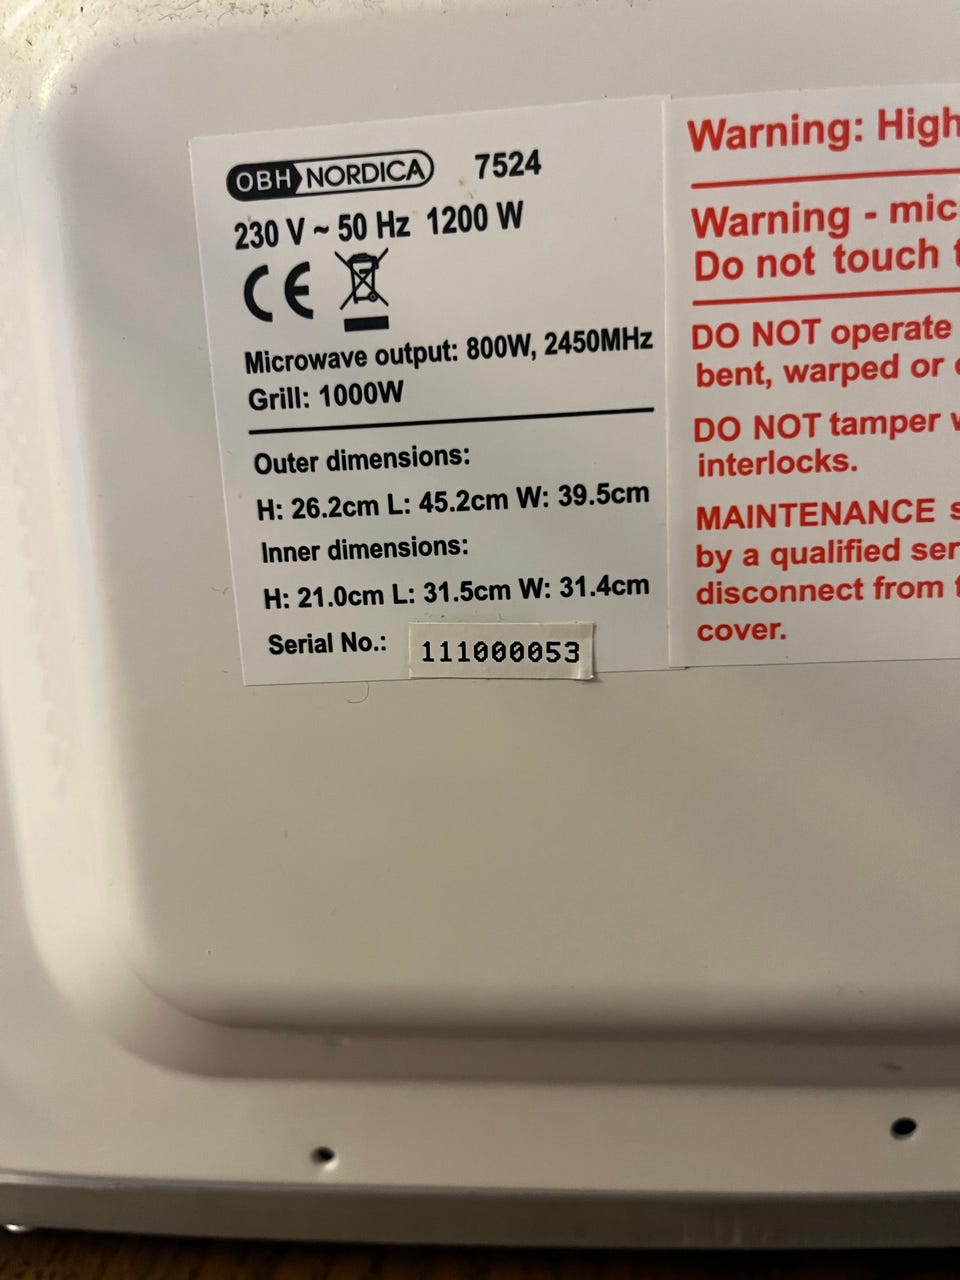 OBH NORDICA 7524
230 V ~ 50 Hz 1200 W
CE
Microwave output: 800W, 2450MHz
Grill: 1000W
Outer dimensions:
H: 26.2cm L: 45.2cm W: 39.5cm
Inner dimensions:
H: 21.0cm L: 31.5cm W: 31.4cm
Serial No.: 111000053
Warning: High
Warning - mic
Do not touch
DO NOT operate
bent, warped or
DO NOT tamper
interlocks.
MAINTENANCE
by a qualified ser
disconnect from
cover.